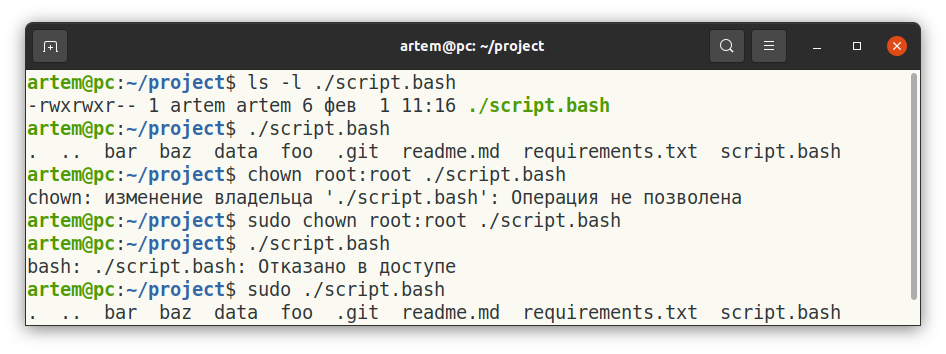 artem@pc: ~/project
artem@pc:~/project$ ls -l ./script.bash
-rwxrwxr-- 1 artem artem 6 фев  1 11:16 ./script.bash
artem@pc:~/project$ ./script.bash
.  ..  bar  baz  data  foo  .git  readme.md  requirements.txt  script.bash
artem@pc:~/project$ chown root:root ./script.bash
chown: изменение владельца './script.bash': Операция не позволена
artem@pc:~/project$ sudo chown root:root ./script.bash
artem@pc:~/project$ ./script.bash
bash: ./script.bash: Отказано в доступе
artem@pc:~/project$ sudo ./script.bash
.  ..  bar  baz  data  foo  .git  readme.md  requirements.txt  script.bash